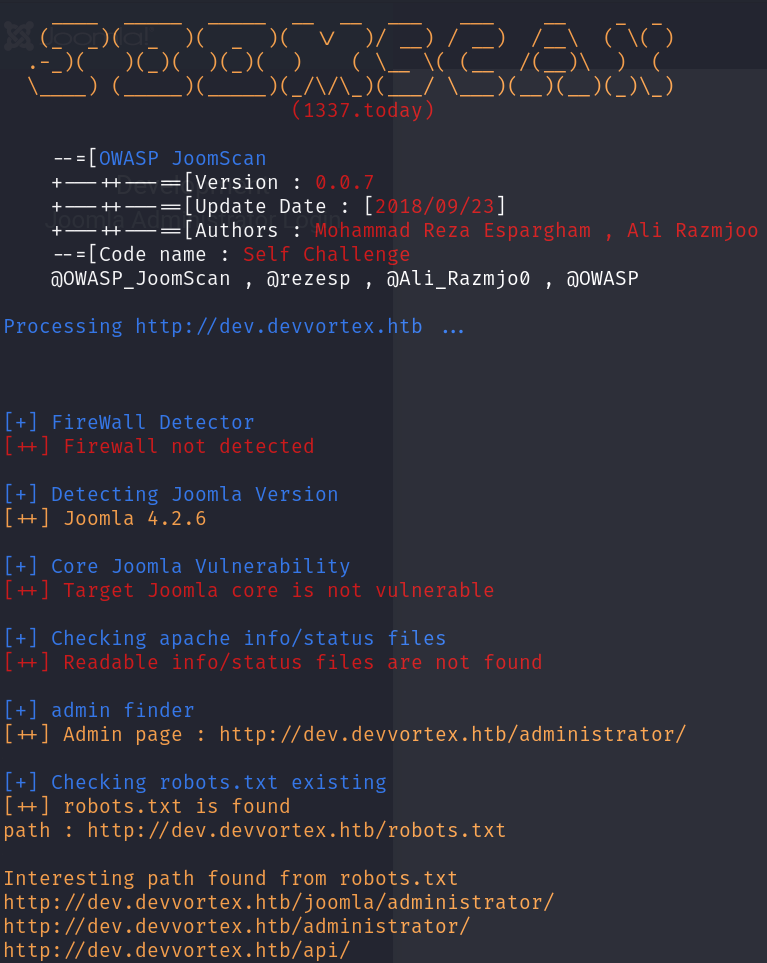 Joomla!
____  _____  _____  __  __  ___   ___    __    _  _
(_  _)(  _  )(  _  )(  \/  )/ __) / __)  /__\  ( \( )
.-_)(   )(_)(  )(_)(  )    ( \__ \( (__  /(__)\  )  (
\____) (_____)(_____)(_/\/\_)(___/ \___)(__)(__)(_)\_)
(1337.today)
--=[OWASP JoomScan
+---++---==[Version : 0.0.7
+---++---==[Update Date : [2018/09/23]
+---++---==[Authors : Mohammad Reza Espargham , Ali Razmjoo
--=[Code name : Self Challenge
@OWASP_JoomScan , @rezesp , @Ali_Razmjo0 , @OWASP
Development
Joomla Administrator Login
Processing http://dev.devvortex.htb ...
[+] FireWall Detector
[++] Firewall not detected
[+] Detecting Joomla Version
[++] Joomla 4.2.6
[+] Core Joomla Vulnerability
[++] Target Joomla core is not vulnerable
[+] Checking apache info/status files
[++] Readable info/status files are not found
[+] admin finder
[++] Admin page : http://dev.devvortex.htb/administrator/
[+] Checking robots.txt existing
[++] robots.txt is found
path : http://dev.devvortex.htb/robots.txt
Interesting path found from robots.txt
http://dev.devvortex.htb/joomla/administrator/
http://dev.devvortex.htb/administrator/
http://dev.devvortex.htb/api/